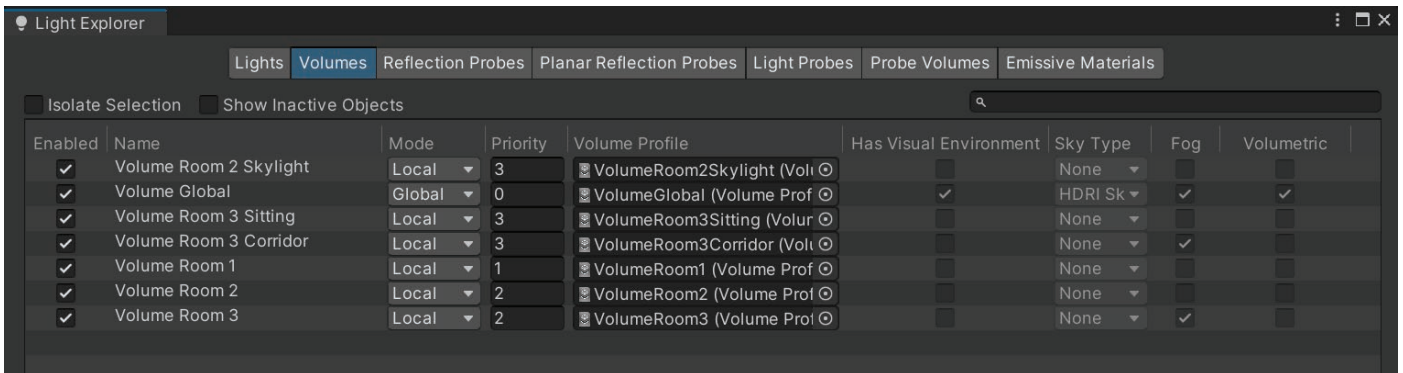 Light Explorer
Lights Volumes Reflection Probes Planar Reflection Probes Light Probes Probe Volumes Emissive Materials
Isolate Selection Show Inactive Objects
Enabled Name Mode Priority Volume Profile Has Visual Environment Sky Type Fog Volumetric
Volume Room 2 Skylight Local 3 VolumeRoom2Skylight (Volu None
Volume Global Global 0 VolumeGlobal (Volume Prof HDRI Sk
Volume Room 3 Sitting Local 3 VolumeRoom3Sitting (Volum None
Volume Room 3 Corridor Local 3 VolumeRoom3Corridor (Volu None
Volume Room 1 Local 1 VolumeRoom1 (Volume Prof None
Volume Room 2 Local 2 VolumeRoom2 (Volume Prof None
Volume Room 3 Local 2 VolumeRoom3 (Volume Prof None